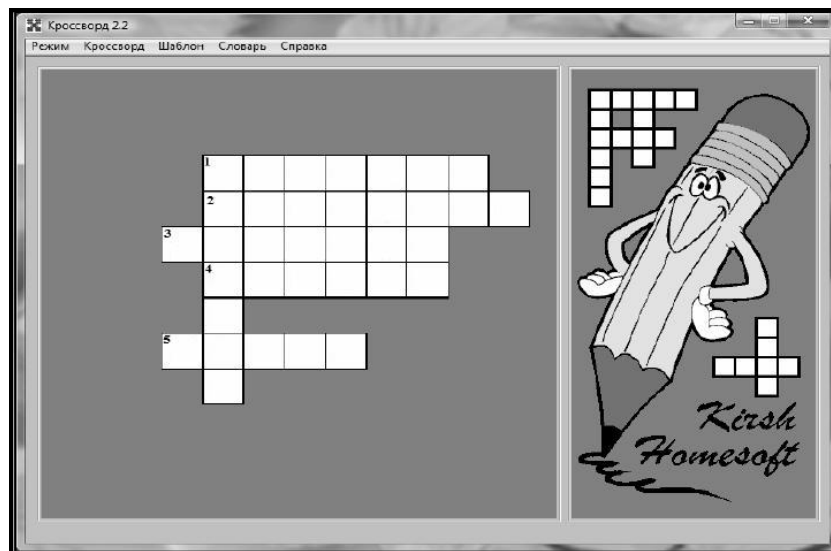 Кроссворд 2.2
Режим Кроссворд Шаблон Словарь Справка
1
2
3
4
5
Kirsh
Homesoft